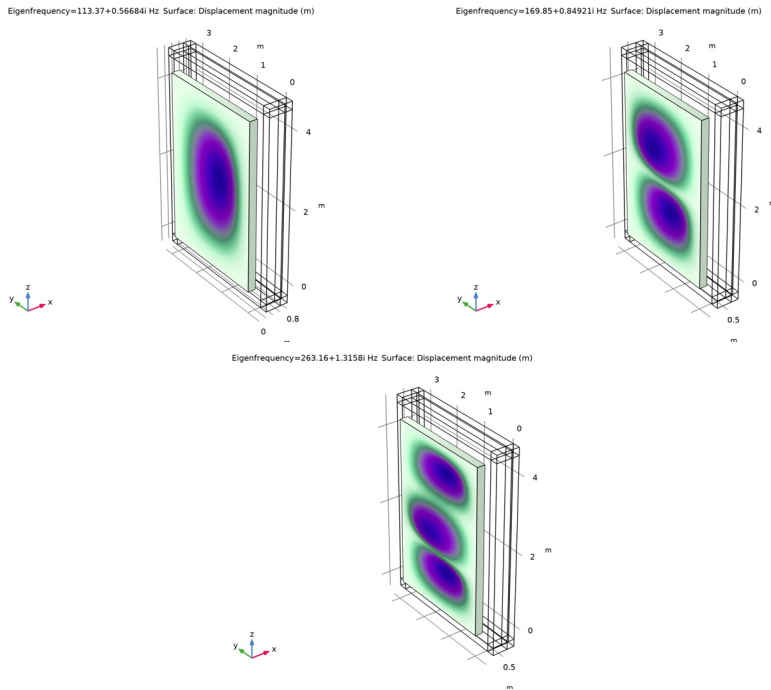 Eigenfrequency=113.37+0.56684i Hz Surface: Displacement magnitude (m)
3
2
m
1
0
4
m
2
0
0.8
0
z
y
x
Eigenfrequency=169.85+0.84921i Hz Surface: Displacement magnitude (m)
3
2
m
1
0
4
2
0
0.5
m
z
y
x
Eigenfrequency=263.16+1.3158i Hz Surface: Displacement magnitude (m)
3
2
m
1
0
4
m
2
0
0.5
m
z
y
x